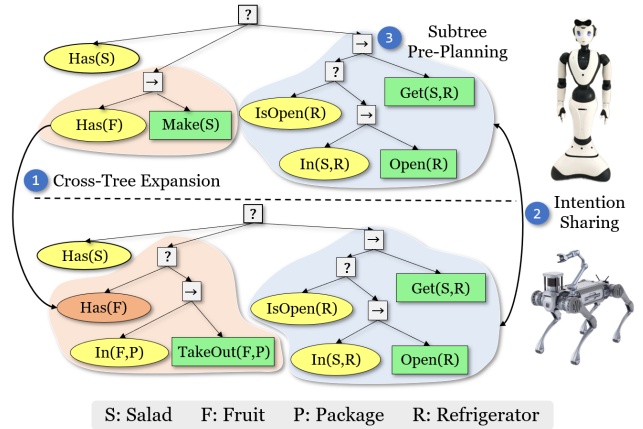 ?
→
3
Subtree
Pre-Planning
Has(S)
→
?
Get(S,R)
Has(F)
Make(S)
IsOpen(R)
→
In(S,R)
Open(R)
1
Cross-Tree Expansion
2
Intention
Sharing
?
Has(S)
?
→
?
Get(S,R)
Has(F)
→
IsOpen(R)
→
In(F,P)
TakeOut(F,P)
In(S,R)
Open(R)
S: Salad F: Fruit P: Package R: Refrigerator